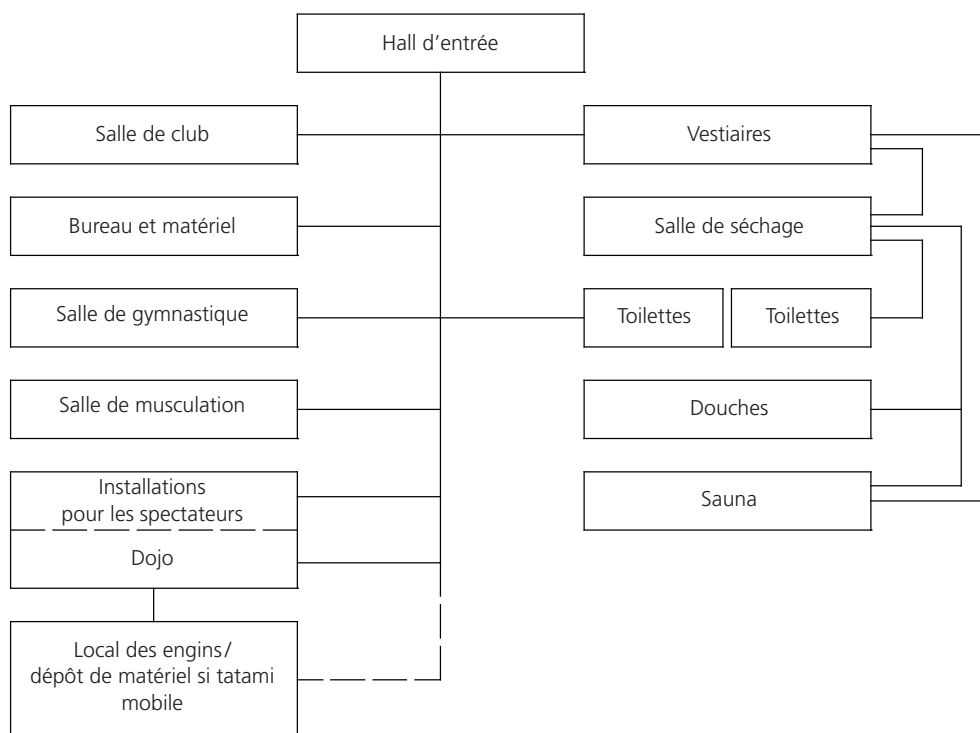 Hall d'entrée
Salle de club
Vestiaires
Bureau et matériel
Salle de séchage
Salle de gymnastique
Toilettes
Toilettes
Salle de musculation
Douches
Installations
pour les spectateurs
Sauna
Dojo
Local des engins/
dépôt de matériel si tatami
mobile